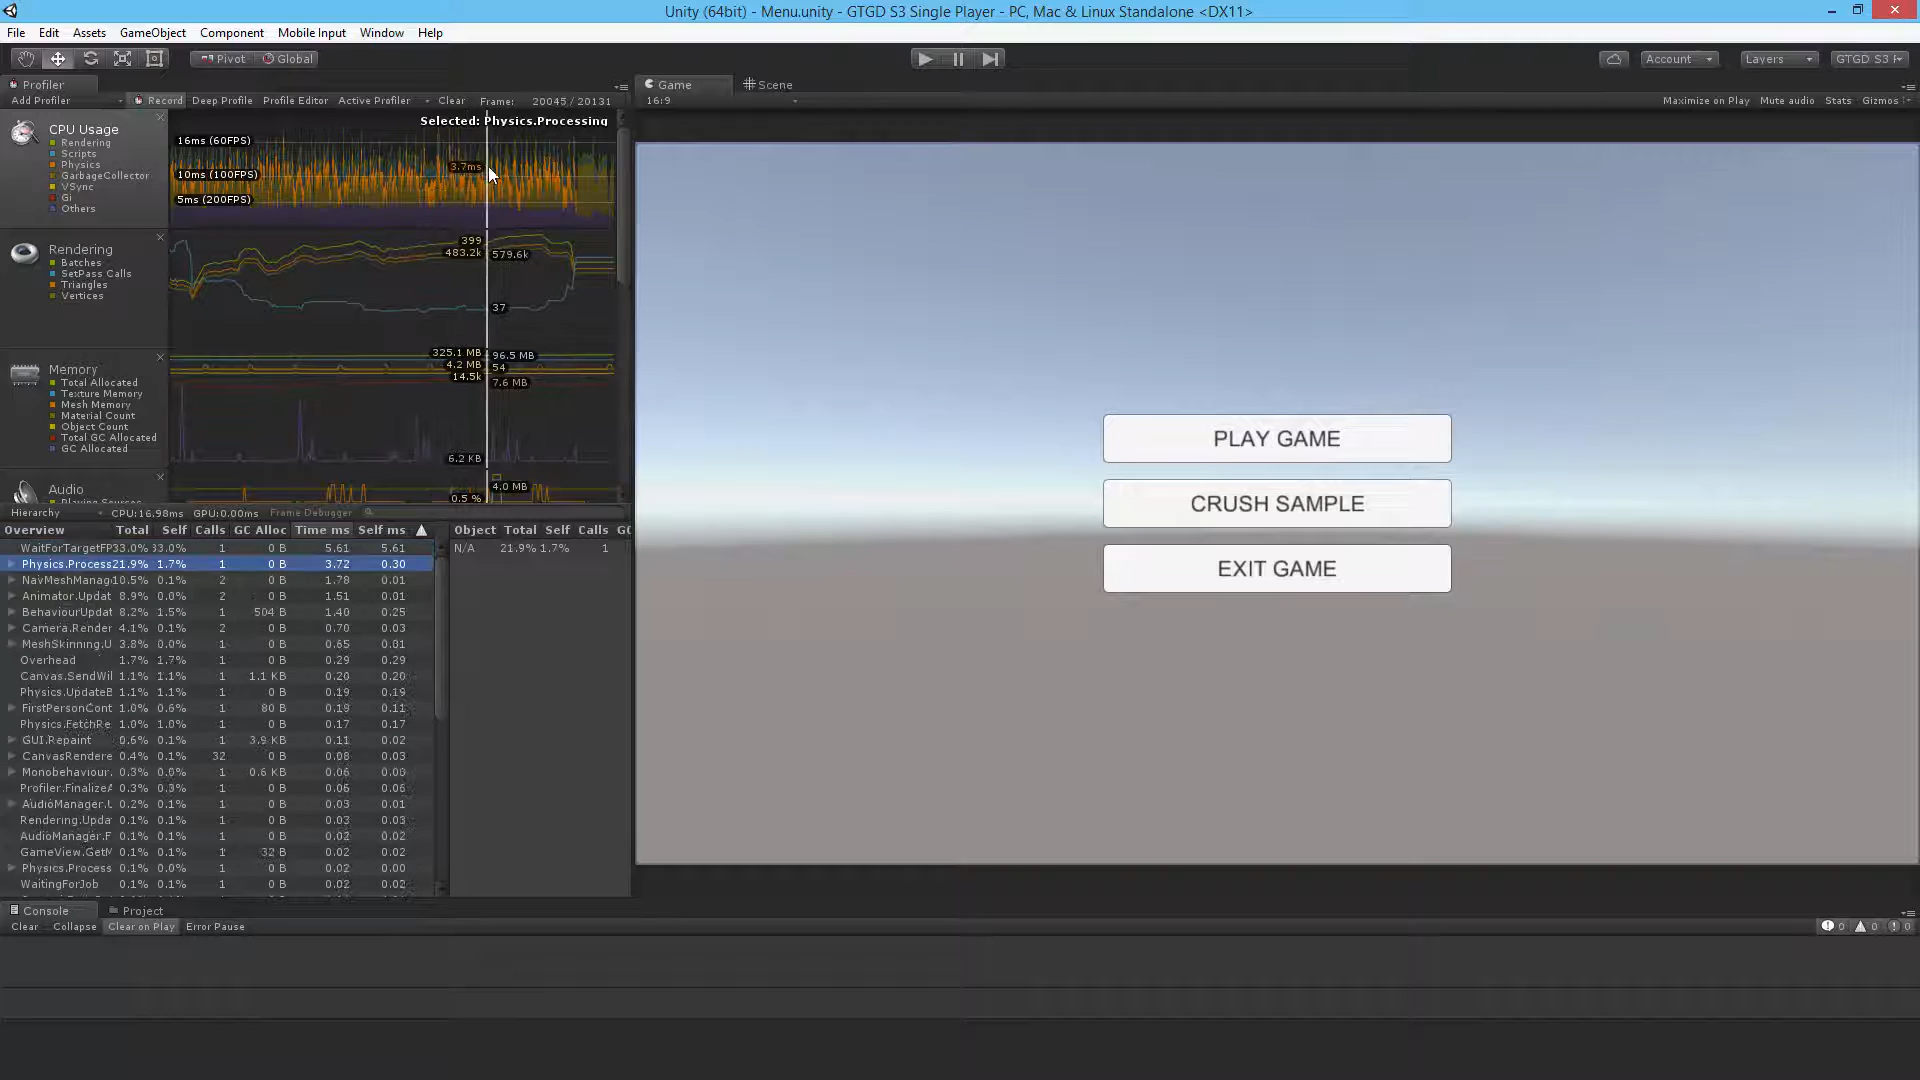 Unity (64bit) - Menu.unity - GTGD S3 Single Player - PC, Mac & Linux Standalone <DX11>
File Edit Assets GameObject Component Mobile Input Window Help
Pivot Global Account Layers GTGD S3
Profiler
Add Profiler Record Deep Profile Profile Editor Active Profiler Clear Frame: 20045 / 20131
Game Scene
16:9 Maximize on Play Mute audio Stats Gizmos
Selected: Physics.Processing
CPU Usage
Rendering
Scripts
Physics
GarbageCollector
VSync
Gi
Others
16ms (60FPS)
10ms (100FPS)
5ms (200FPS)
3.7ms
Rendering
Batches
SetPass Calls
Triangles
Vertices
399
483.2k 579.6k
37
Memory
Total Allocated
Texture Memory
Mesh Memory
Material Count
Object Count
Total GC Allocated
GC Allocated
325.1 MB 96.5 MB
4.2 MB 54
14.5k 7.6 MB
6.2 KB
Audio
4.0 MB
0.5 %
Hierarchy CPU:16.98ms GPU:0.00ms Frame Debugger
Overview Total Self Calls GC Alloc Time ms Self ms
WaitForTargetFP 33.0% 33.0% 1 0 B 5.61 5.61
Physics.Process 21.9% 1.7% 1 0 B 3.72 0.30
NavMeshManag 10.5% 0.1% 2 0 B 1.78 0.01
Animator.Updat 8.9% 0.0% 2 0 B 1.51 0.01
BehaviourUpdat 8.2% 1.5% 1 504 B 1.40 0.25
Camera.Render 4.1% 0.1% 2 0 B 0.70 0.03
MeshSkinning.U 3.8% 0.0% 1 0 B 0.65 0.01
Overhead 1.7% 1.7% 1 0 B 0.29 0.29
Canvas.SendWil 1.1% 1.1% 1 1.1 KB 0.20 0.20
Physics.UpdateB 1.1% 1.1% 1 0 B 0.19 0.19
FirstPersonCont 1.0% 0.6% 1 80 B 0.19 0.11
Physics.FetchRe 1.0% 1.0% 1 0 B 0.17 0.17
GUI.Repaint 0.6% 0.1% 1 3.9 KB 0.11 0.02
CanvasRendere 0.4% 0.1% 32 0 B 0.08 0.03
Monobehaviour. 0.3% 0.0% 1 0.6 KB 0.06 0.00
Profiler.FinalizeA 0.3% 0.3% 1 0 B 0.06 0.06
AudioManager.U 0.2% 0.1% 1 0 B 0.03 0.01
Rendering.Upda 0.1% 0.1% 1 0 B 0.03 0.03
AudioManager.F 0.1% 0.1% 1 0 B 0.02 0.02
GameView.GetM 0.1% 0.1% 1 32 B 0.02 0.02
Physics.Process 0.1% 0.0% 1 0 B 0.02 0.00
WaitingForJob 0.1% 0.1% 1 0 B 0.02 0.02
Object Total Self Calls GC
N/A 21.9% 1.7% 1
PLAY GAME
CRUSH SAMPLE
EXIT GAME
Console Project
Clear Collapse Clear on Play Error Pause 0 0 0